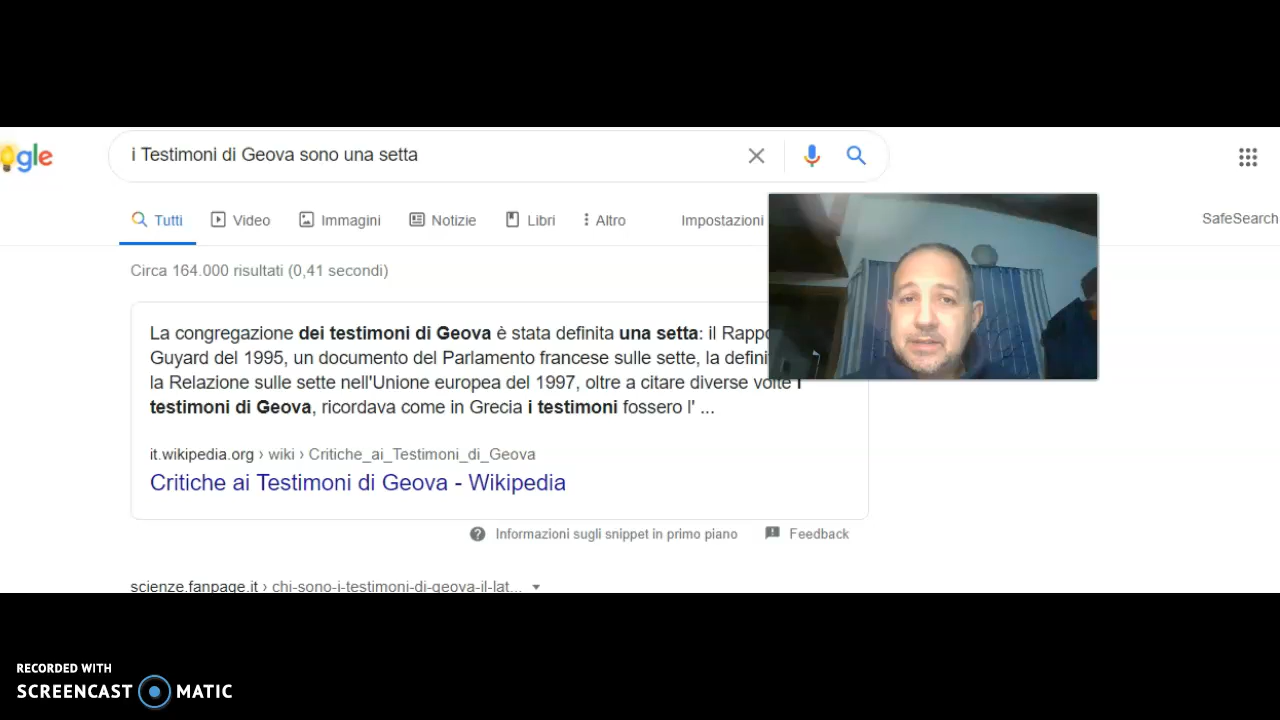 gle
i Testimoni di Geova sono una setta
Tutti Video Immagini Notizie Libri Altro Impostazioni
SafeSearch
Circa 164.000 risultati (0,41 secondi)
La congregazione dei testimoni di Geova è stata definita una setta: il Rappo
Guyard del 1995, un documento del Parlamento francese sulle sette, la defini
la Relazione sulle sette nell'Unione europea del 1997, oltre a citare diverse volte i
testimoni di Geova, ricordava come in Grecia i testimoni fossero l' ...
it.wikipedia.org › wiki › Critiche_ai_Testimoni_di_Geova
Critiche ai Testimoni di Geova - Wikipedia
Informazioni sugli snippet in primo piano Feedback
scienze.fanpage.it › chi-sono-i-testimoni-di-geova-il-lat...
RECORDED WITH
SCREENCAST MATIC